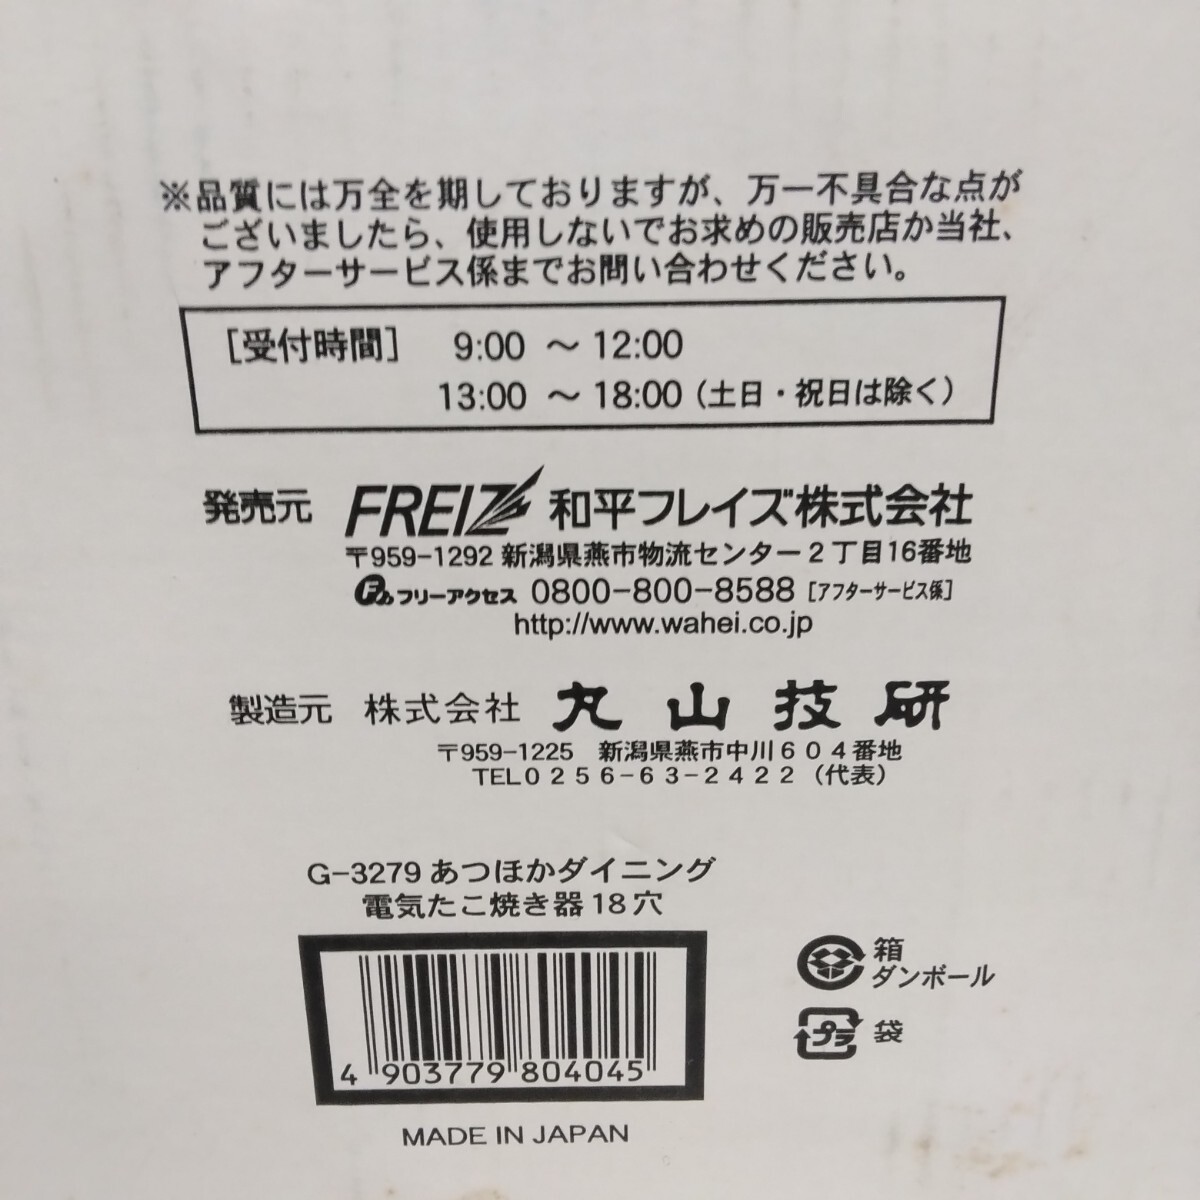 ※品質には万全を期しておりますが、万一不具合な点が
ございましたら、使用しないでお求めの販売店か当社、
アフターサービス係までお問い合わせください。
[受付時間] 9:00 ～ 12:00
13:00 ～ 18:00 (土日・祝日は除く)
発売元 FREIZ 和平フレイズ株式会社
〒959-1292 新潟県燕市物流センター２丁目16番地
フリーアクセス 0800-800-8588 [アフターサービス係]
http://www.wahei.co.jp
製造元 株式会社 丸山技研
〒959-1225 新潟県燕市中川６０４番地
TEL０２５６-６３-２４２２（代表）
G-3279 あつほかダイニング
電気たこ焼き器18穴
箱
ダンボール
プラ 袋
4 903779 804045
MADE IN JAPAN